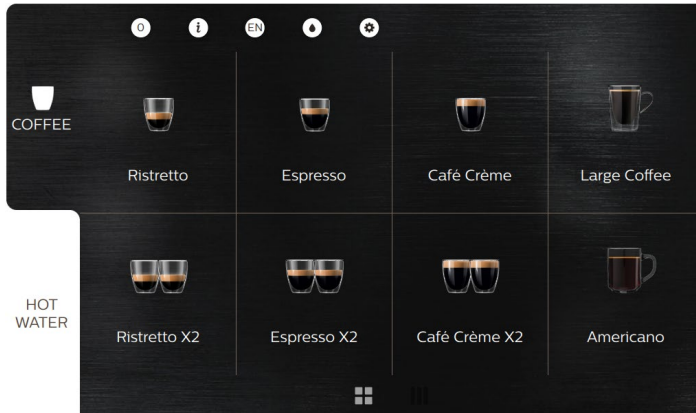 0 i EN
COFFEE
Ristretto
Espresso
Café Crème
Large Coffee
HOT
WATER
Ristretto X2
Espresso X2
Café Crème X2
Americano